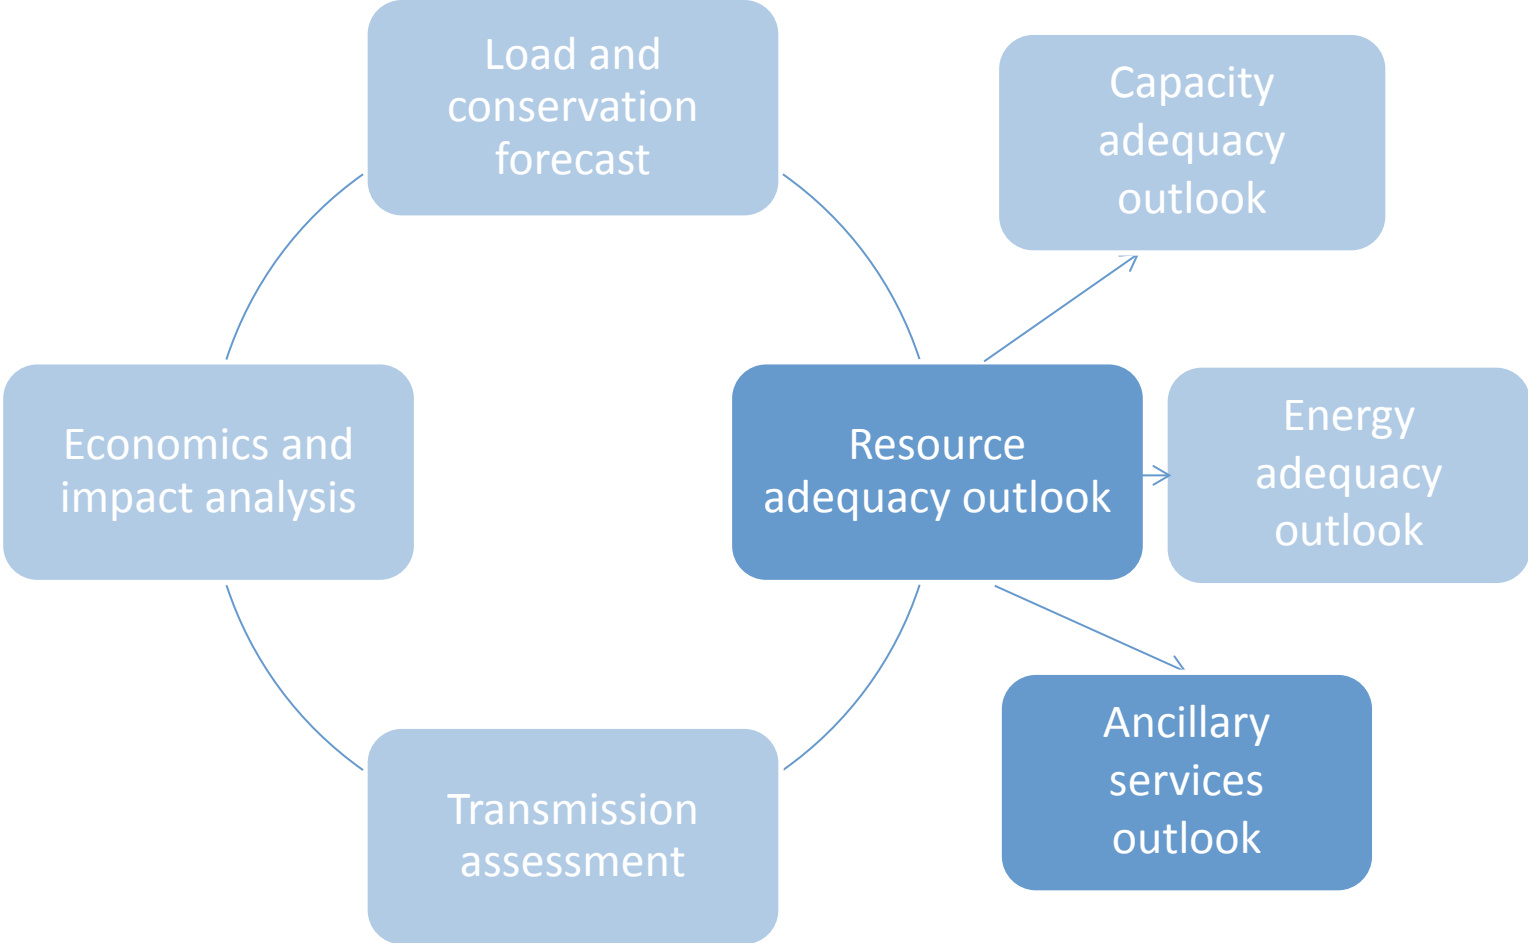 Load and
conservation
forecast
Capacity
adequacy
outlook
Economics and
impact analysis
Resource
adequacy outlook
Energy
adequacy
outlook
Transmission
assessment
Ancillary
services
outlook